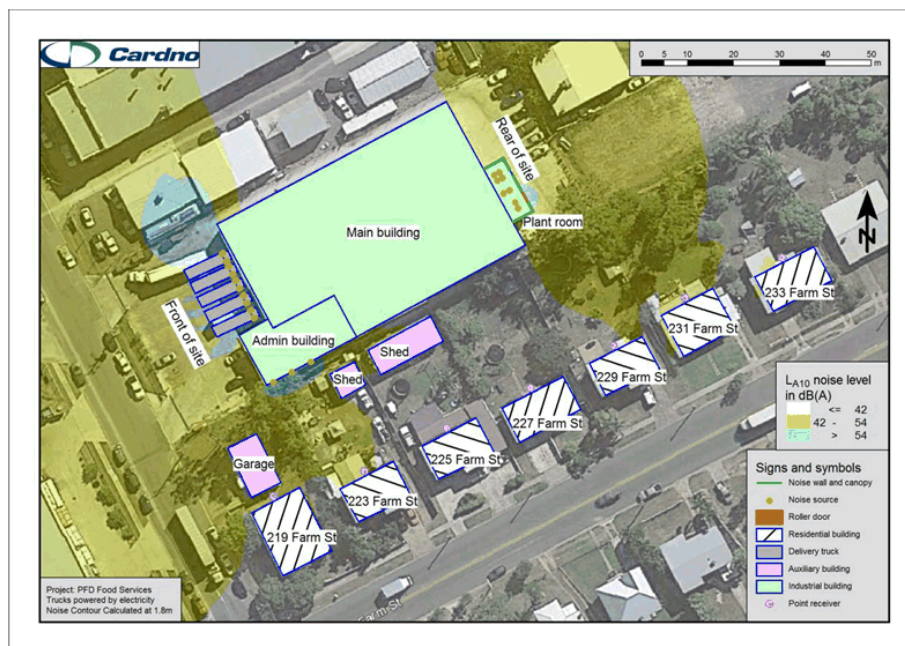 Cardno
0 5 10 20 30 40 50
m
Rear of site
Main building
Plant room
N
Front of site
Admin building
Shed
Shed
Garage
233 Farm St
231 Farm St
229 Farm St
227 Farm St
225 Farm St
223 Farm St
219 Farm St
Farm St
LA10 noise level
in dB(A)
<= 42
42 - 54
> 54
Signs and symbols
Noise wall and canopy
Noise source
Roller door
Residential building
Delivery truck
Auxiliary building
Industrial building
Point receiver
Project: PFD Food Services
Trucks powered by electricity
Noise Contour Calculated at 1.8m